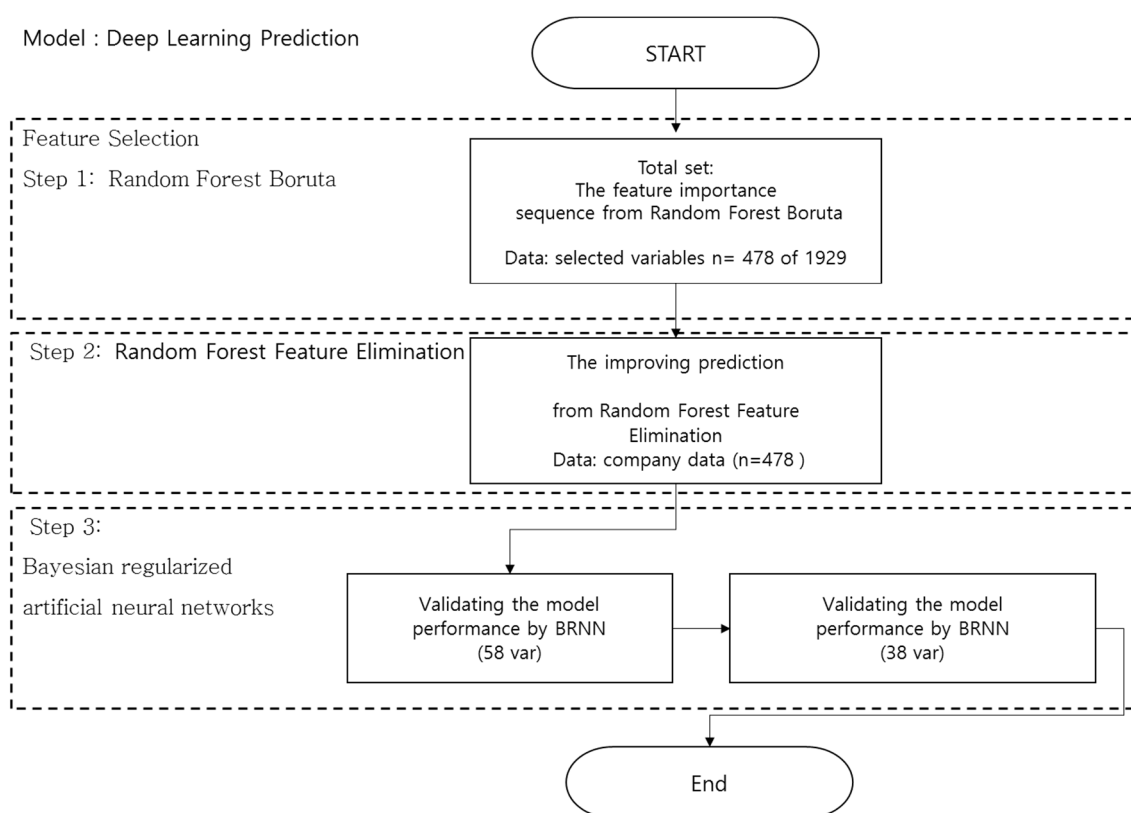 Model : Deep Learning Prediction
START
Feature Selection
Step 1: Random Forest Boruta
Total set:
The feature importance
sequence from Random Forest Boruta
Data: selected variables n= 478 of 1929
Step 2: Random Forest Feature Elimination
The improving prediction
from Random Forest Feature
Elimination
Data: company data (n=478 )
Step 3:
Bayesian regularized
artificial neural networks
Validating the model
performance by BRNN
(58 var)
Validating the model
performance by BRNN
(38 var)
End